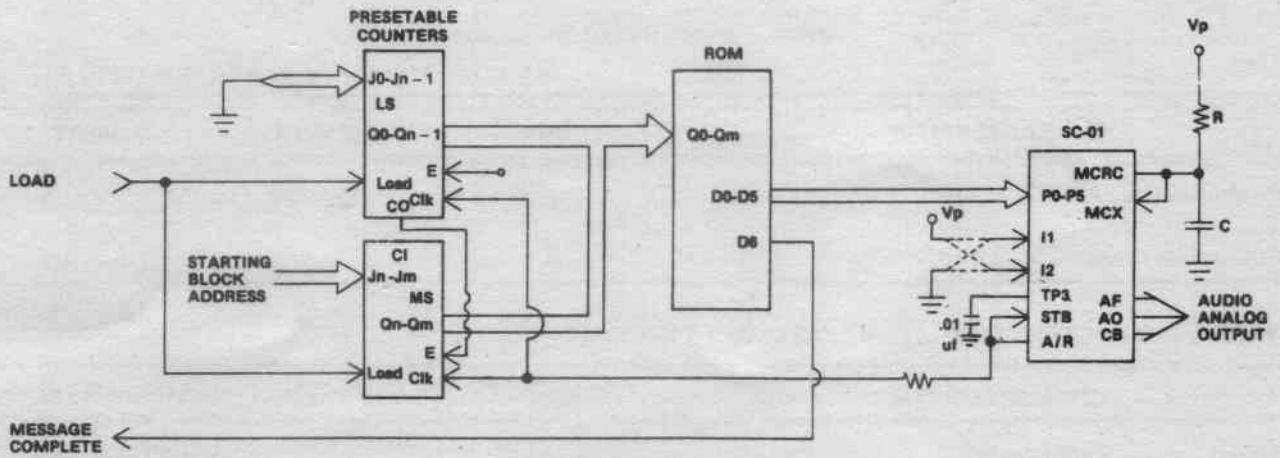 PRESETABLE
COUNTERS
J0-Jn – 1
LS
Q0-Qn – 1
E
Load
Clk
CO
LOAD
CI
Jn-Jm
MS
Qn-Qm
E
Load
Clk
STARTING
BLOCK
ADDRESS
MESSAGE
COMPLETE
ROM
Q0-Qm
D0-D5
D6
Vp
R
C
SC-01
MCRC
P0-P5
MCX
Vp
I1
I2
TP3
STB
A/R
.01
uf
AF
AO
CB
AUDIO
ANALOG
OUTPUT